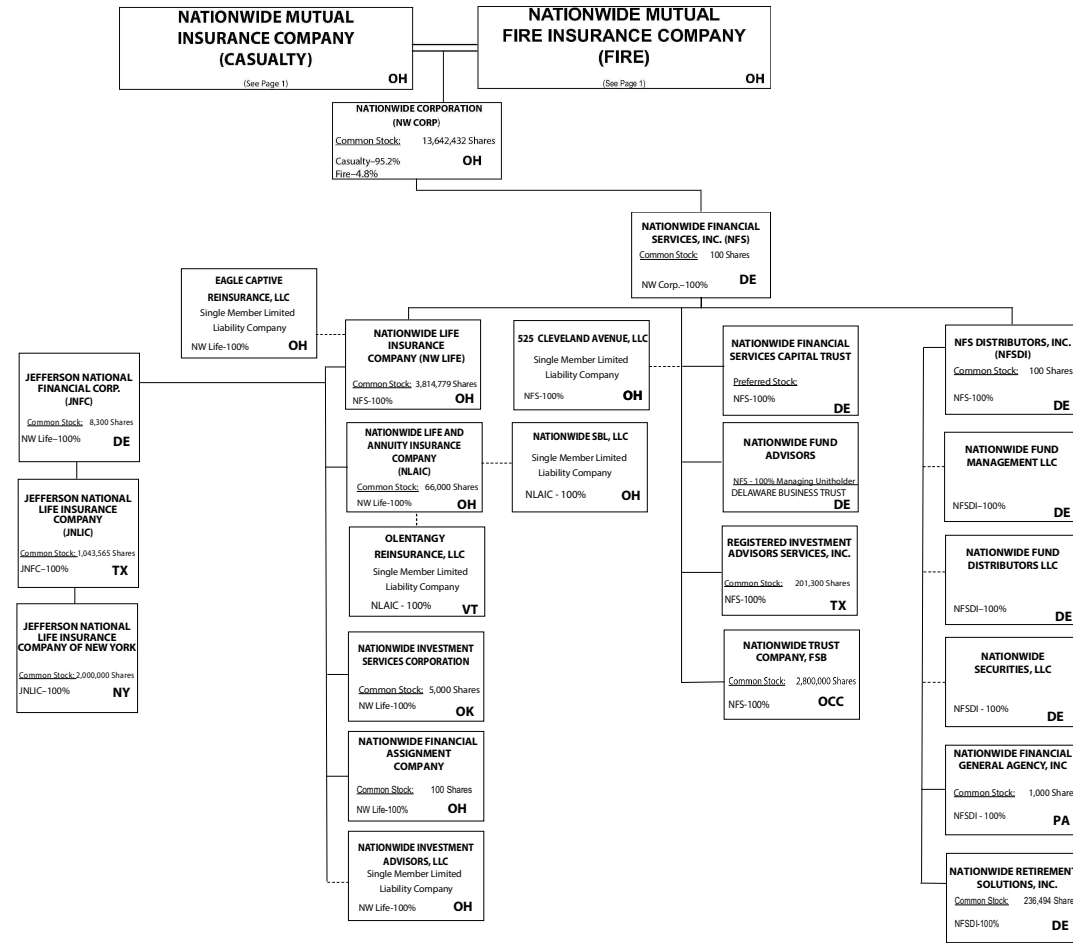 NATIONWIDE MUTUAL
INSURANCE COMPANY
(CASUALTY)
(See Page 1)
OH
NATIONWIDE MUTUAL
FIRE INSURANCE COMPANY
(FIRE)
(See Page 1)
OH
NATIONWIDE CORPORATION
(NW CORP)
Common Stock: 13,642,432 Shares
Casualty–95.2%
OH
Fire–4.8%
NATIONWIDE FINANCIAL
SERVICES, INC. (NFS)
Common Stock: 100 Shares
NW Corp.–100%
DE
EAGLE CAPTIVE
REINSURANCE, LLC
Single Member Limited
Liability Company
NW Life-100%
OH
JEFFERSON NATIONAL
FINANCIAL CORP.
(JNFC)
Common Stock: 8,300 Shares
NW Life–100%
DE
JEFFERSON NATIONAL
LIFE INSURANCE
COMPANY
(JNLIC)
Common Stock: 1,043,565 Shares
JNFC–100%
TX
JEFFERSON NATIONAL
LIFE INSURANCE
COMPANY OF NEW YORK
Common Stock: 2,000,000 Shares
JNLIC–100%
NY
NATIONWIDE LIFE
INSURANCE
COMPANY (NW LIFE)
Common Stock: 3,814,779 Shares
NFS-100%
OH
NATIONWIDE LIFE AND
ANNUITY INSURANCE
COMPANY
(NLAIC)
Common Stock: 66,000 Shares
NW Life-100%
OH
OLENTANGY
REINSURANCE, LLC
Single Member Limited
Liability Company
NLAIC - 100%
VT
NATIONWIDE INVESTMENT
SERVICES CORPORATION
Common Stock: 5,000 Shares
NW Life-100%
OK
NATIONWIDE FINANCIAL
ASSIGNMENT
COMPANY
Common Stock: 100 Shares
NW Life-100%
OH
NATIONWIDE INVESTMENT
ADVISORS, LLC
Single Member Limited
Liability Company
NW Life-100%
OH
525 CLEVELAND AVENUE, LLC
Single Member Limited
Liability Company
NFS-100%
OH
NATIONWIDE SBL, LLC
Single Member Limited
Liability Company
NLAIC - 100%
OH
NATIONWIDE FINANCIAL
SERVICES CAPITAL TRUST
Preferred Stock:
NFS-100%
DE
NATIONWIDE FUND
ADVISORS
NFS - 100% Managing Unitholder
DELAWARE BUSINESS TRUST
DE
REGISTERED INVESTMENT
ADVISORS SERVICES, INC.
Common Stock: 201,300 Shares
NFS-100%
TX
NATIONWIDE TRUST
COMPANY, FSB
Common Stock: 2,800,000 Shares
NFS-100%
OCC
NFS DISTRIBUTORS, INC.
(NFSDI)
Common Stock: 100 Shares
NFS-100%
DE
NATIONWIDE FUND
MANAGEMENT LLC
NFSDI–100%
DE
NATIONWIDE FUND
DISTRIBUTORS LLC
NFSDI–100%
DE
NATIONWIDE
SECURITIES, LLC
NFSDI - 100%
DE
NATIONWIDE FINANCIAL
GENERAL AGENCY, INC
Common Stock: 1,000 Share
NFSDI - 100%
PA
NATIONWIDE RETIREMENT
SOLUTIONS, INC.
Common Stock: 236,494 Share
NFSDI-100%
DE